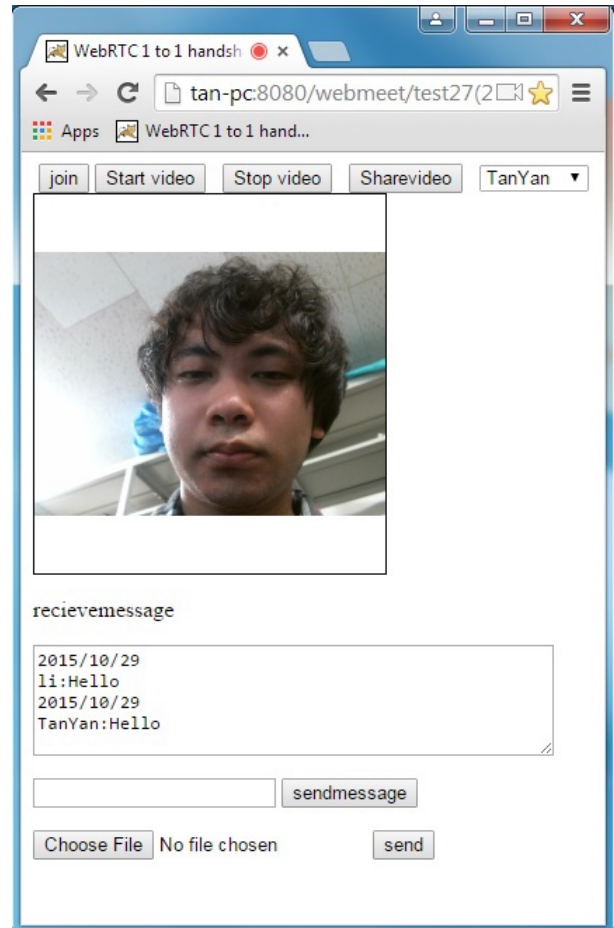 WebRTC 1 to 1 handsh
tan-pc:8080/webmeet/test27(2
Apps WebRTC 1 to 1 hand...
join Start video Stop video Sharevideo TanYan
recievemessage
2015/10/29
li:Hello
2015/10/29
TanYan:Hello
sendmessage
Choose File No file chosen send